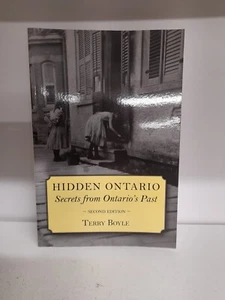 HIDDEN ONTARIO
Secrets from Ontario's Past
~ SECOND EDITION ~
TERRY BOYLE